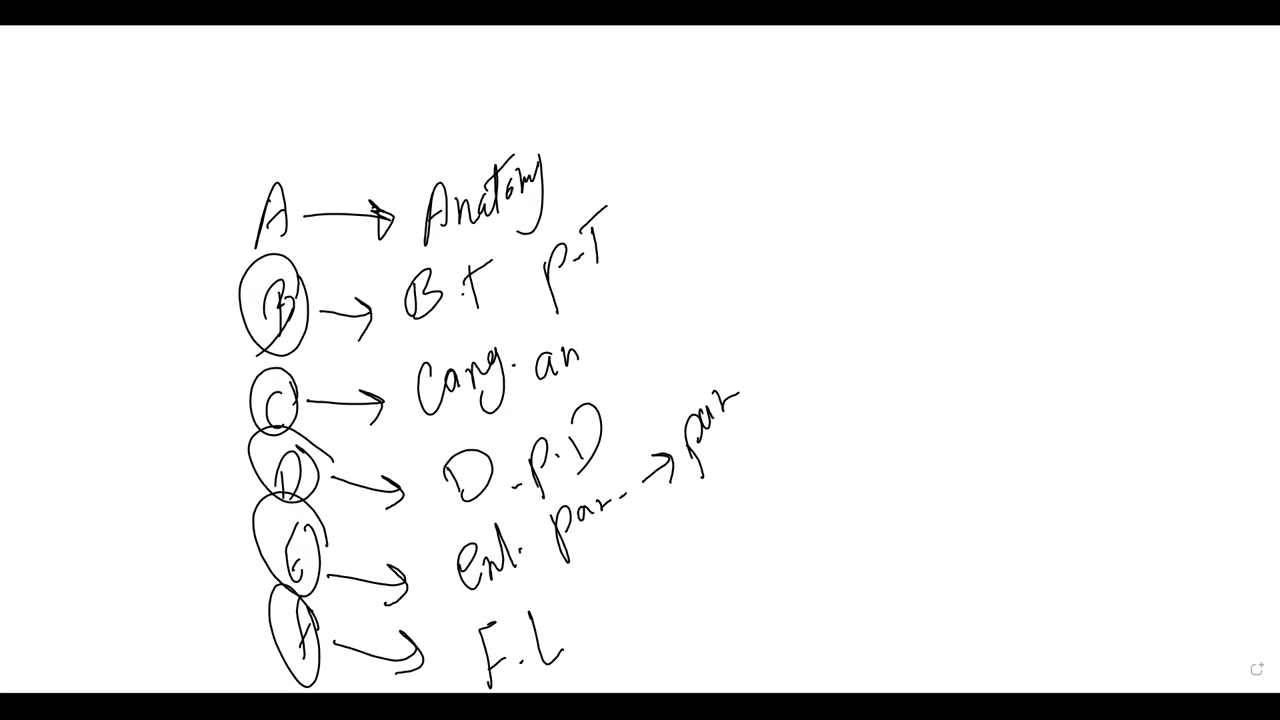 A → Anatomy
B → B.T P-T
C → Cong. an
D → D.P.D
E → Enl. par. → par
F → F.L